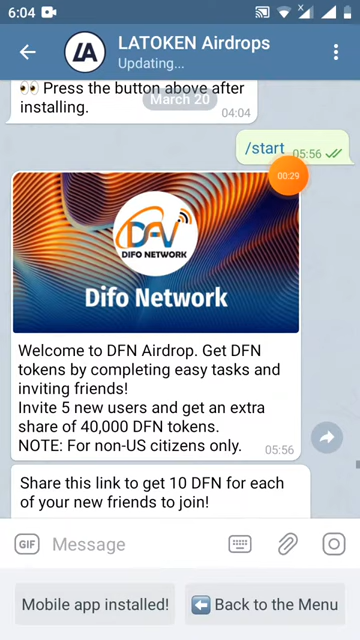 6:04
LATOKEN Airdrops
Updating...
👀 Press the button above after
installing.
04:04
March 20
/start 05:56
00:29
DFN
DIFO NETWORK
Difo Network
Welcome to DFN Airdrop. Get DFN
tokens by completing easy tasks and
inviting friends!
Invite 5 new users and get an extra
share of 40,000 DFN tokens.
NOTE: For non-US citizens only.
05:56
Share this link to get 10 DFN for each
of your new friends to join!
GIF Message
Mobile app installed!
⬅️ Back to the Menu